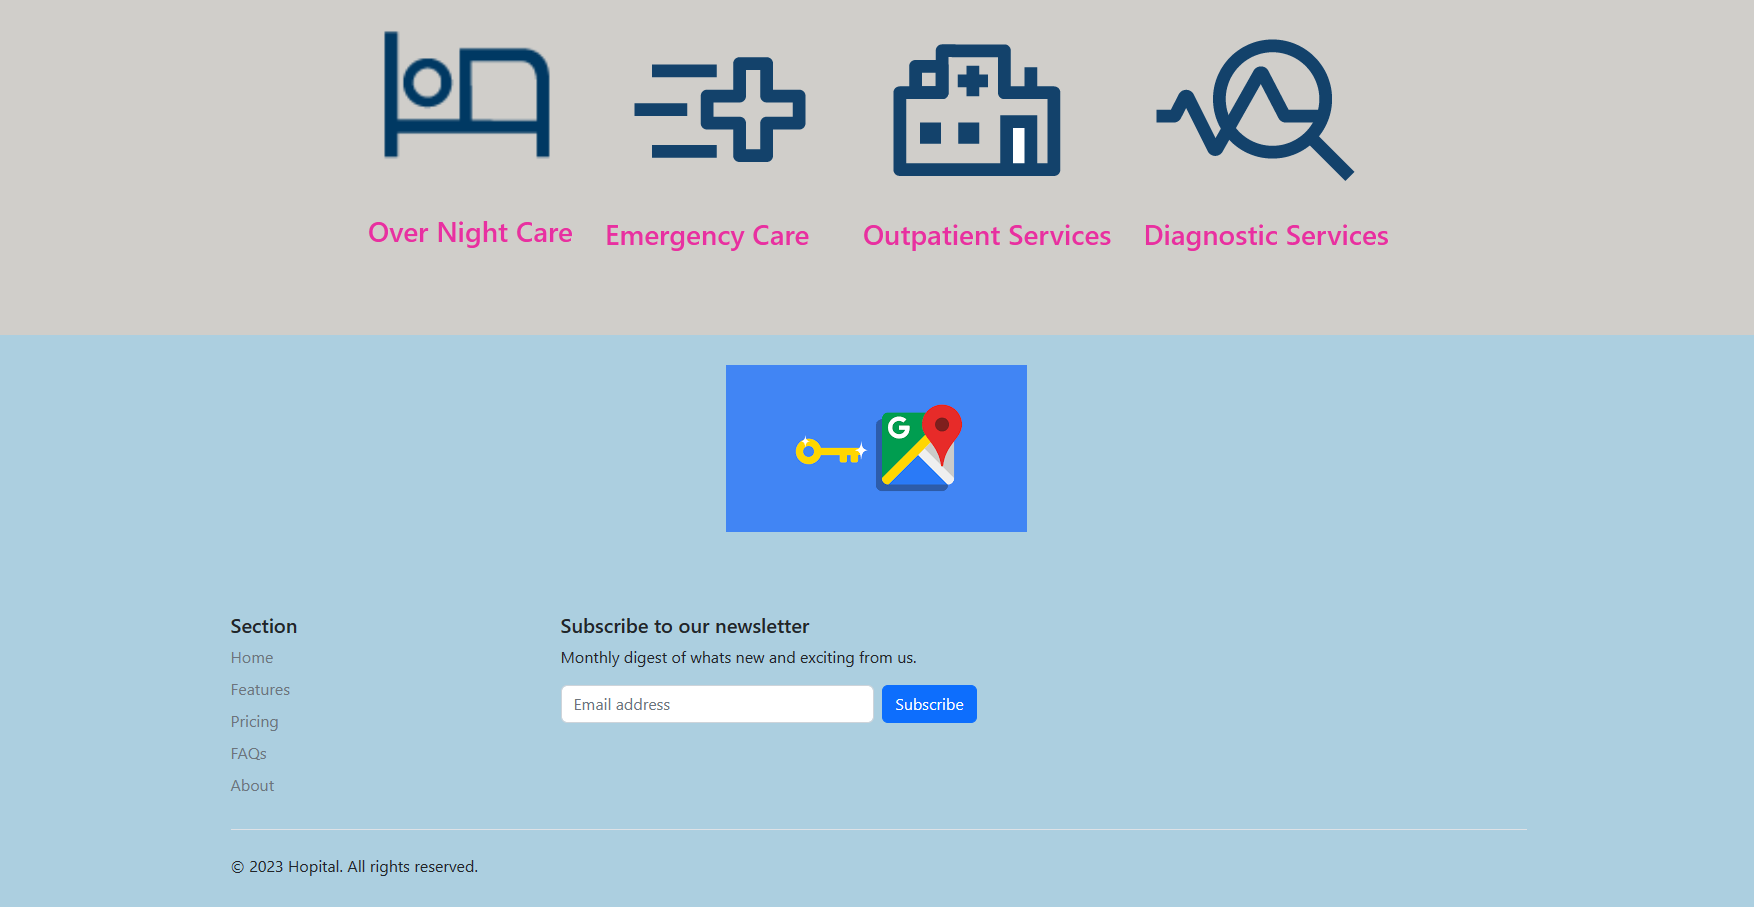 Over Night Care
Emergency Care
Outpatient Services
Diagnostic Services
G
Section
Home
Features
Pricing
FAQs
About
Subscribe to our newsletter
Monthly digest of whats new and exciting from us.
Email address
Subscribe
© 2023 Hopital. All rights reserved.